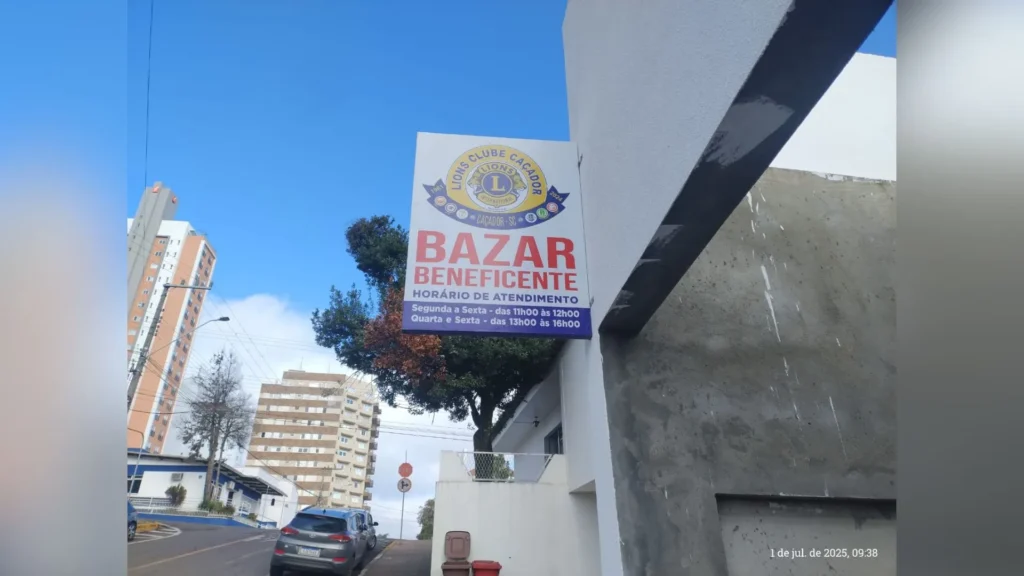 LIONS CLUBE CAÇADOR
LIONS
L
CAÇADOR - SC
BAZAR
BENEFICENTE
HORÁRIO DE ATENDIMENTO
Segunda a Sexta - das 11h00 às 12h00
Quarta e Sexta - das 13h00 às 16h00
1 de jul. de 2025, 09:38